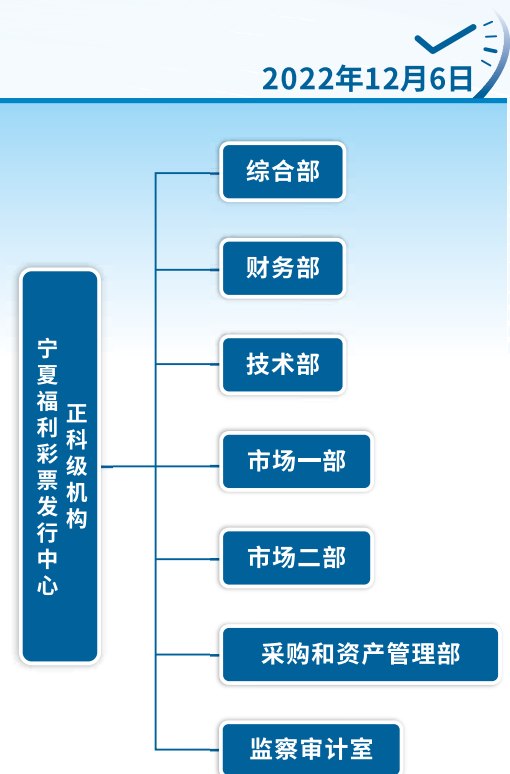 2022年12月6日
宁夏福利彩票发行中心
正科级机构
综合部
财务部
技术部
市场一部
市场二部
采购和资产管理部
监察审计室